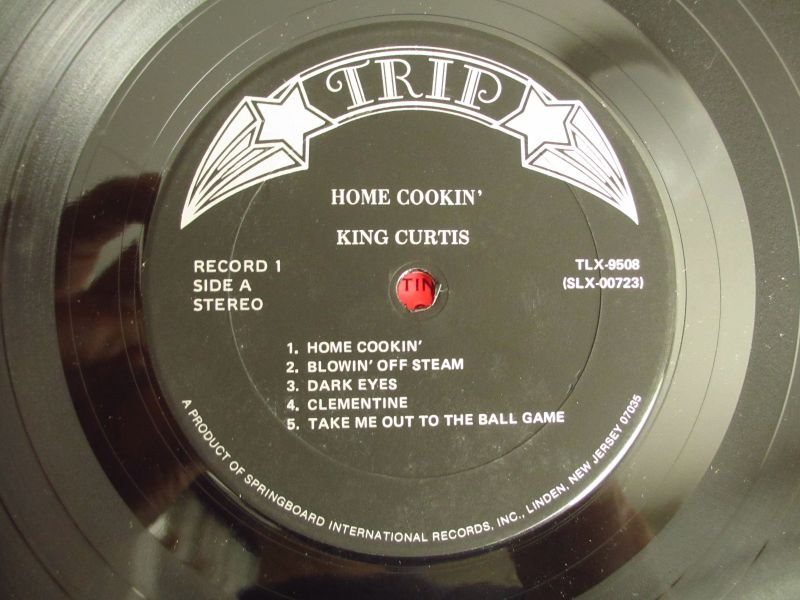 TRIP
HOME COOKIN'
KING CURTIS
RECORD 1
SIDE A
STEREO
TLX-9508
(SLX-00723)
TIN
1. HOME COOKIN'
2. BLOWIN' OFF STEAM
3. DARK EYES
4. CLEMENTINE
5. TAKE ME OUT TO THE BALL GAME
A PRODUCT OF SPRINGBOARD INTERNATIONAL RECORDS, INC., LINDEN, NEW JERSEY 07035